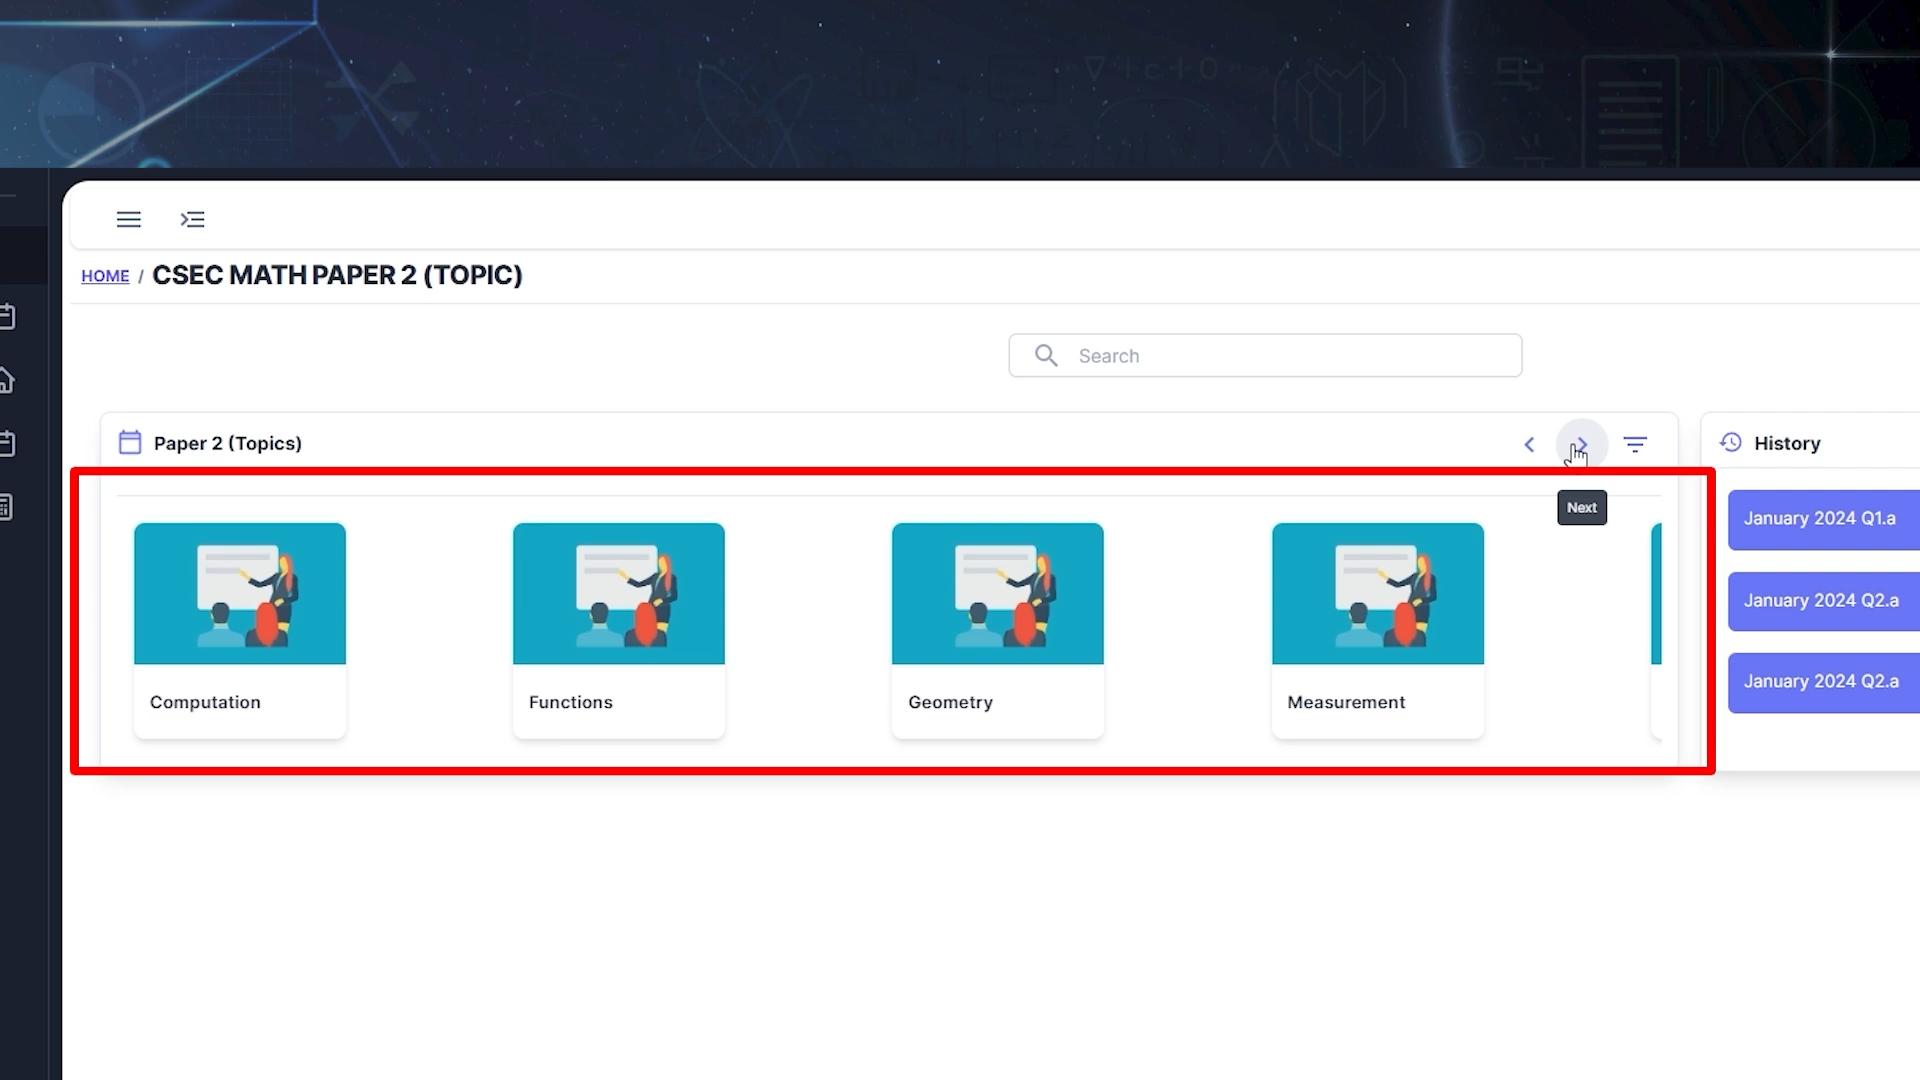 HOME / CSEC MATH PAPER 2 (TOPIC)
Search
Paper 2 (Topics)
Next
Computation
Functions
Geometry
Measurement
History
January 2024 Q1.a
January 2024 Q2.a
January 2024 Q2.a